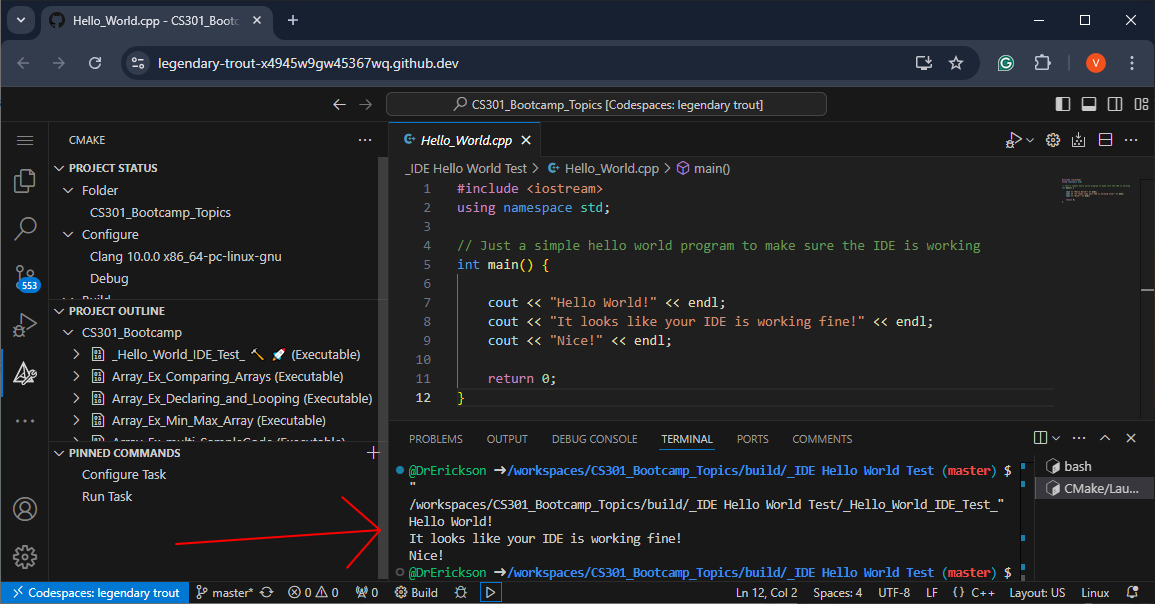 Hello_World.cpp - CS301_Bootc
legendary-trout-x4945w9gw45367wq.github.dev
V
CS301_Bootcamp_Topics [Codespaces: legendary trout]
CMAKE
PROJECT STATUS
Folder
CS301_Bootcamp_Topics
Configure
Clang 10.0.0 x86_64-pc-linux-gnu
Debug
Build
553
PROJECT OUTLINE
CS301_Bootcamp
_Hello_World_IDE_Test_ 🔨 🚀 (Executable)
Array_Ex_Comparing_Arrays (Executable)
Array_Ex_Declaring_and_Looping (Executable)
Array_Ex_Min_Max_Array (Executable)
Array_Ex_multi_SampleCode (Executable)
PINNED COMMANDS
Configure Task
Run Task
Hello_World.cpp
_IDE Hello World Test > Hello_World.cpp > main()
1 #include <iostream>
2 using namespace std;
3
4 // Just a simple hello world program to make sure the IDE is working
5 int main() {
6
7 cout << "Hello World!" << endl;
8 cout << "It looks like your IDE is working fine!" << endl;
9 cout << "Nice!" << endl;
10
11 return 0;
12 }
PROBLEMS OUTPUT DEBUG CONSOLE TERMINAL PORTS COMMENTS
@DrErickson ➜/workspaces/CS301_Bootcamp_Topics/build/_IDE Hello World Test (master) $
"
/workspaces/CS301_Bootcamp_Topics/build/_IDE Hello World Test/_Hello_World_IDE_Test_"
Hello World!
It looks like your IDE is working fine!
Nice!
@DrErickson ➜/workspaces/CS301_Bootcamp_Topics/build/_IDE Hello World Test (master) $
bash
CMake/Lau...
Codespaces: legendary trout master* 0 0 0 Build Ln 12, Col 2 Spaces: 4 UTF-8 LF {} C++ Layout: US Linux